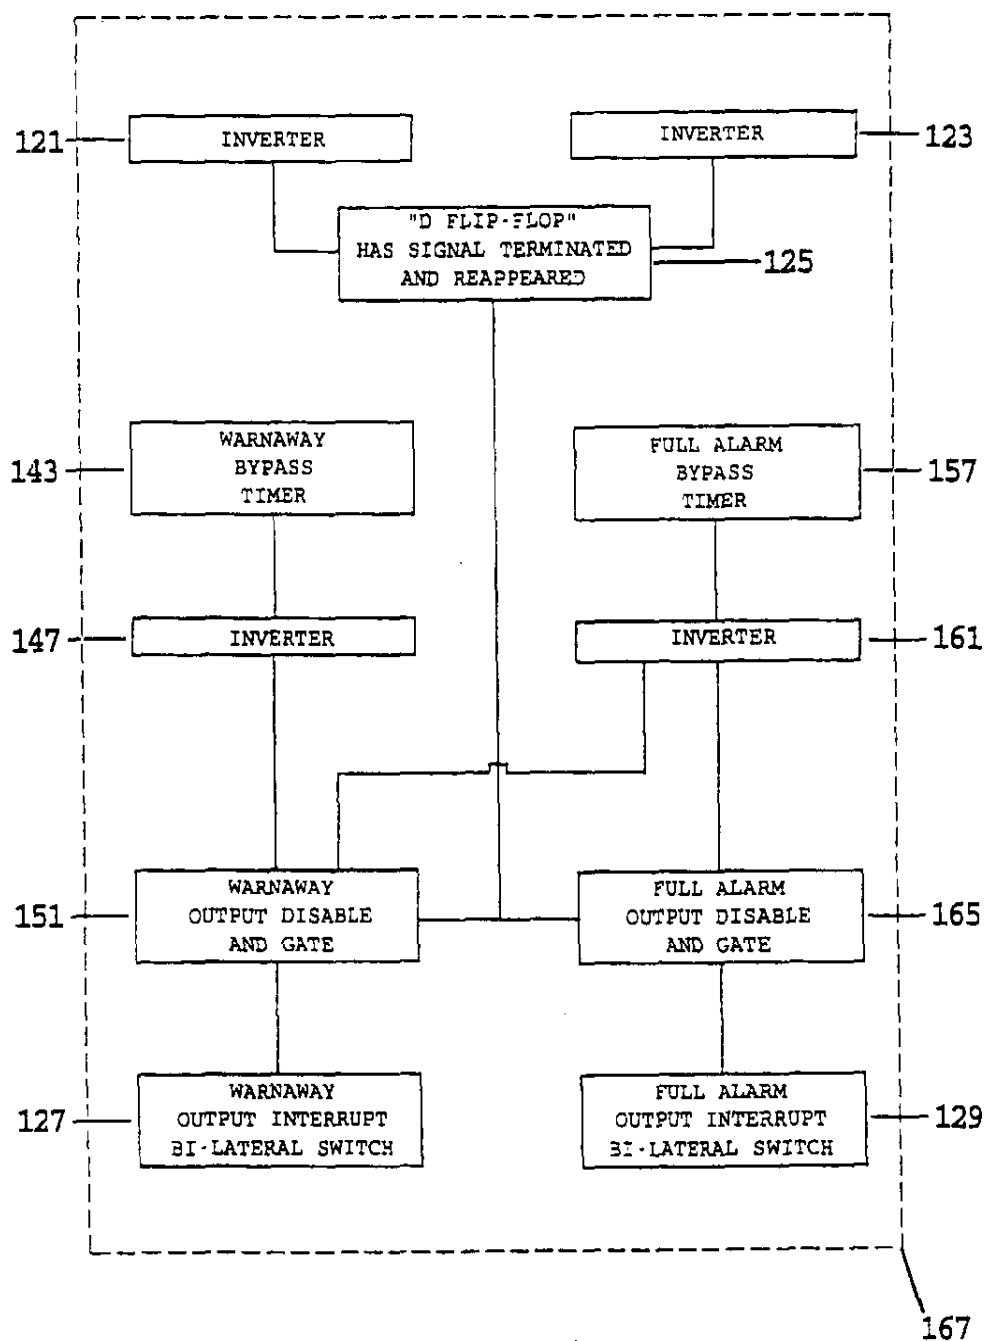 121
INVERTER
INVERTER
123
"D FLIP-FLOP"
HAS SIGNAL TERMINATED
AND REAPPEARED
125
143
WARNAWAY
BYPASS
TIMER
FULL ALARM
BYPASS
TIMER
157
147
INVERTER
INVERTER
161
151
WARNAWAY
OUTPUT DISABLE
AND GATE
FULL ALARM
OUTPUT DISABLE
AND GATE
165
127
WARNAWAY
OUTPUT INTERRUPT
BI-LATERAL SWITCH
FULL ALARM
OUTPUT INTERRUPT
BI-LATERAL SWITCH
129
167